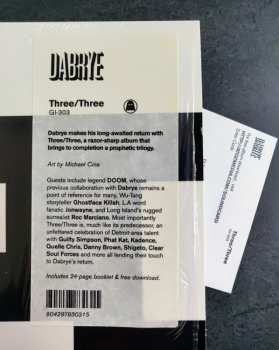 DABRYE
Three/Three
GI-303
Dabrye makes his long-awaited return with
Three/Three, a razor-sharp album that
brings to completion a prophetic trilogy.
Art by Michael Cina
Guests include legend DOOM, whose
previous collaboration with Dabrye remains a
point of reference for many, Wu-Tang
storyteller Ghostface Killah, L.A word
fanatic Jonwayne, and Long Island's rugged
surrealist Roc Marciano. Most importantly
Three/Three is, much like its predecessor, an
unfettered celebration of Detroit-area talent
with Guilty Simpson, Phat Kat, Kadence,
Quelle Chris, Danny Brown, Shigeto, Clear
Soul Forces and more all lending their touch
to Dabrye's return.
Includes 24-page booklet & free download.
804297830315
DABRYE
Three/Three